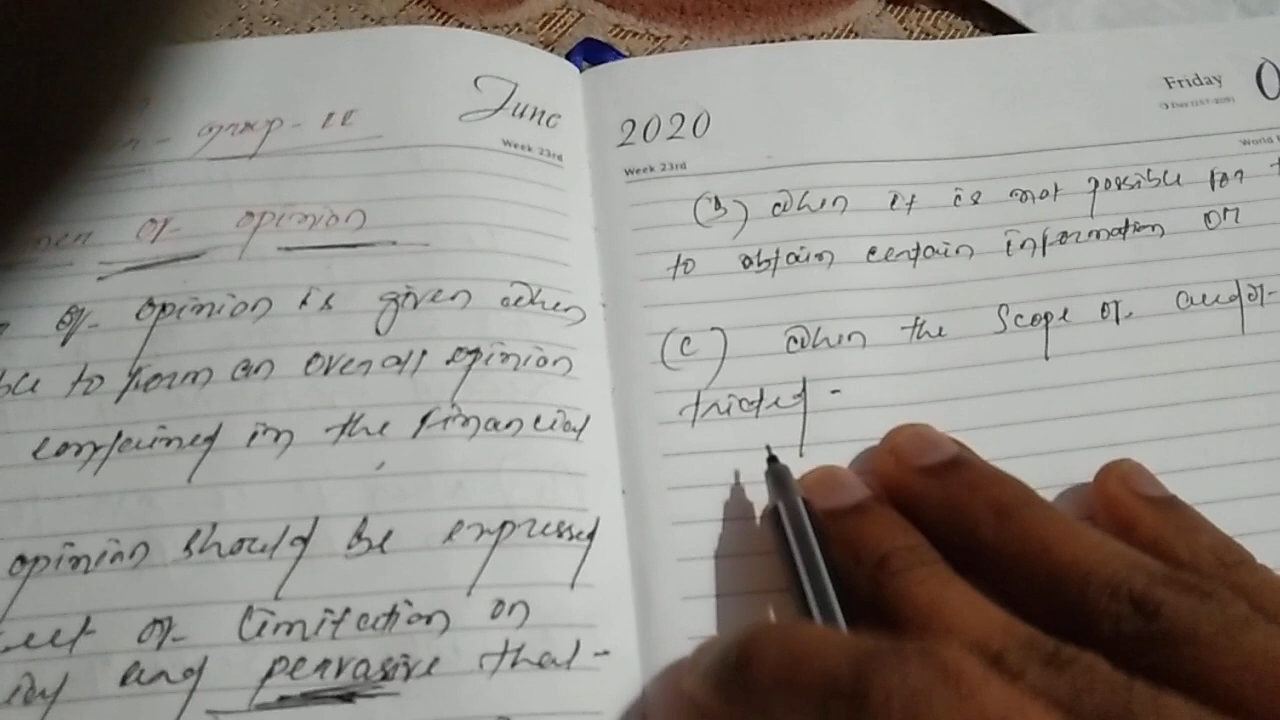 group-II
June
Week 23rd
of opinion
of opinion is given when
to form an overall opinion
contained in the financial
opinion should be expressed
of limitation on
and pervasive that-
2020
Friday
Week 23rd
World
(b) when it is not possible for
to obtain certain information or
(c) when the scope of audit-
tricted -